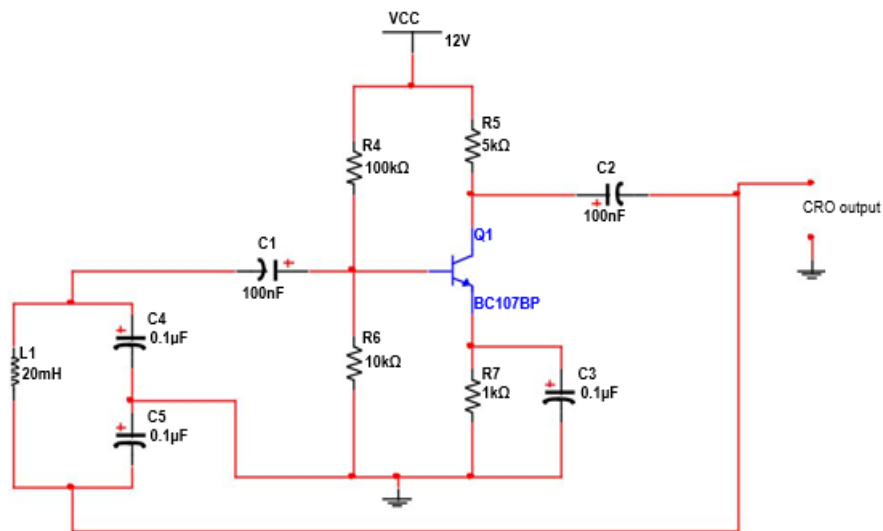 VCC
12V
R4
100kΩ
R5
5kΩ
C2
100nF
CRO output
Q1
BC107BP
C1
100nF
L1
20mH
C4
0.1µF
R6
10kΩ
R7
1kΩ
C3
0.1µF
C5
0.1µF